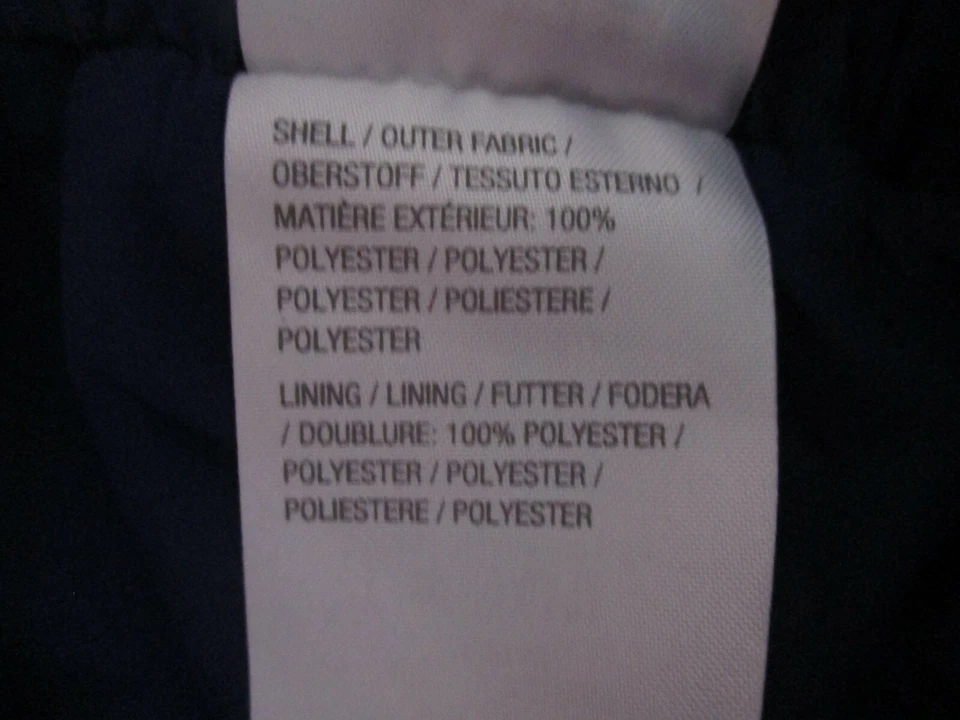 SHELL / OUTER FABRIC /
OBERSTOFF / TESSUTO ESTERNO /
MATIÈRE EXTÉRIEUR: 100%
POLYESTER / POLYESTER /
POLYESTER / POLIESTERE /
POLYESTER
LINING / LINING / FUTTER / FODERA
/ DOUBLURE: 100% POLYESTER /
POLYESTER / POLYESTER /
POLIESTERE / POLYESTER